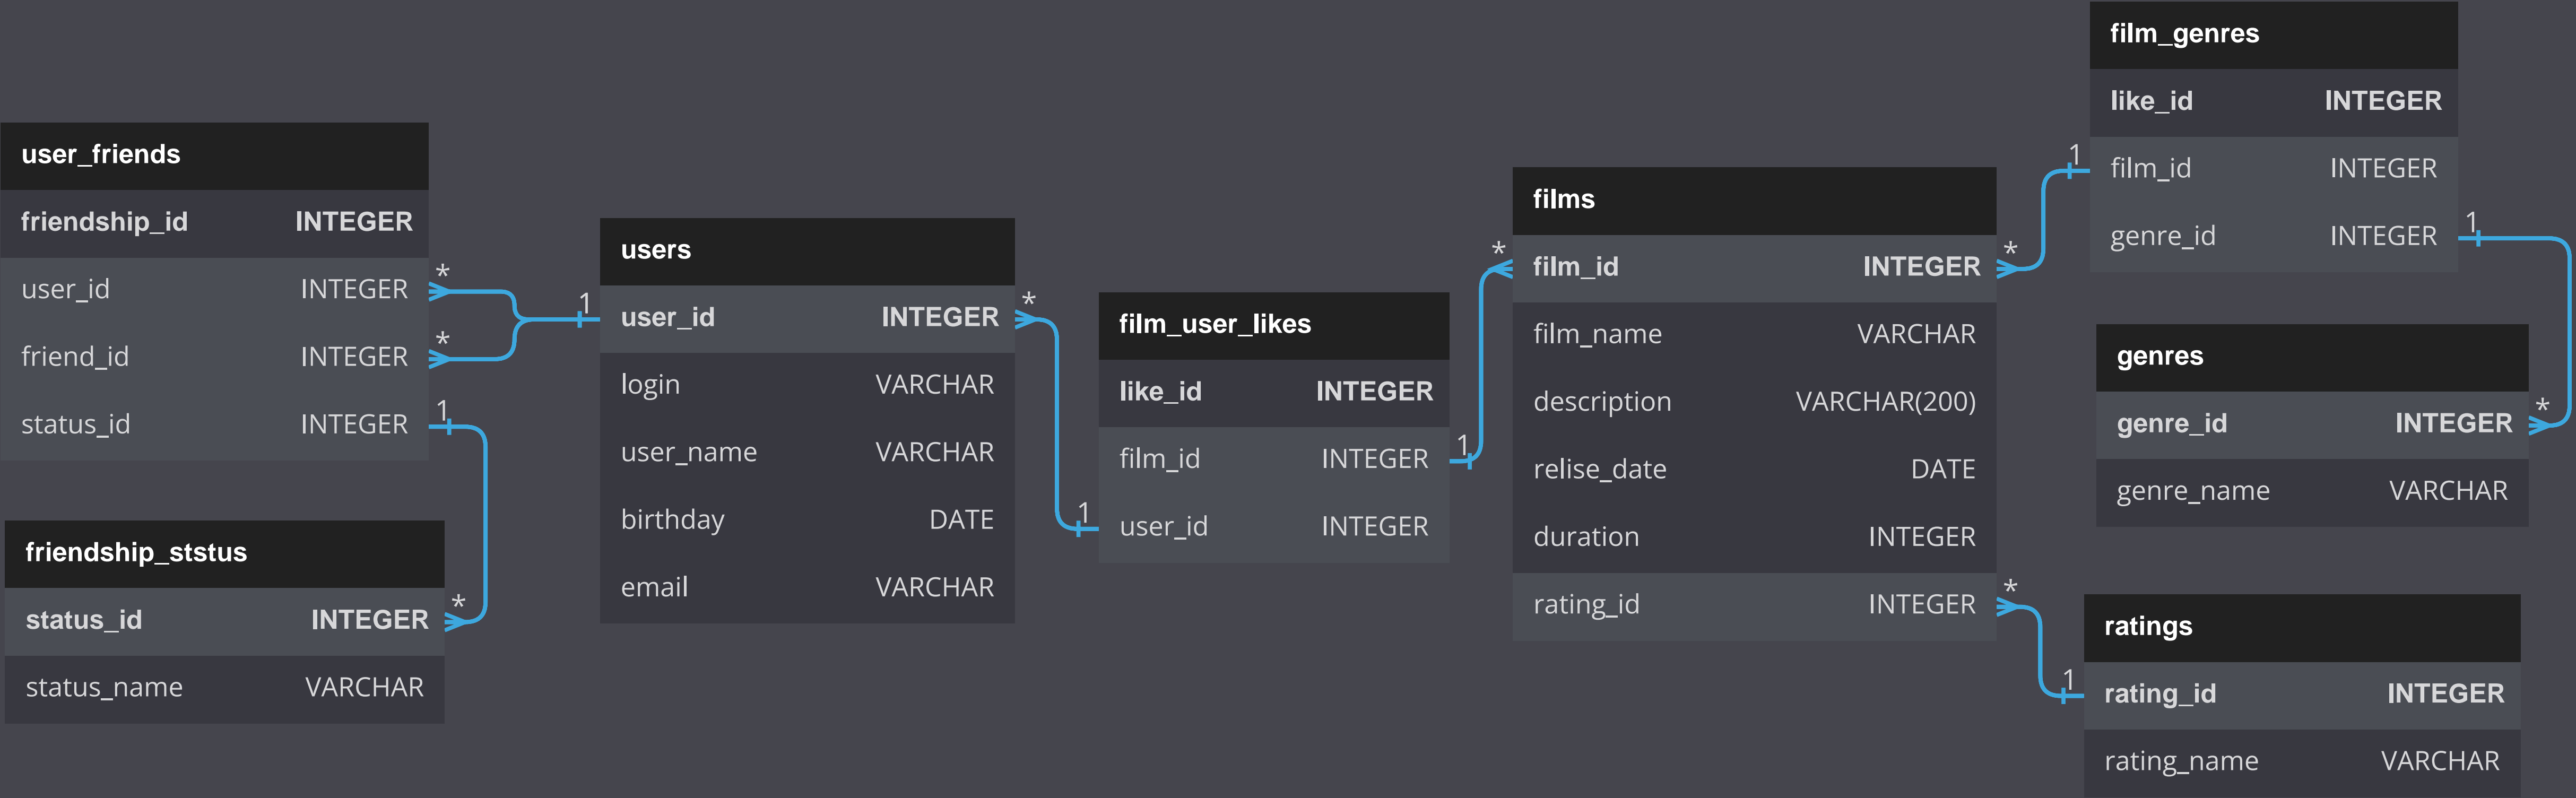 user_friends
friendship_id INTEGER
* user_id INTEGER
* friend_id INTEGER
1 status_id INTEGER
friendship_ststus
* status_id INTEGER
status_name VARCHAR
users
1 user_id INTEGER *
login VARCHAR
user_name VARCHAR
birthday DATE
email VARCHAR
film_user_likes
like_id INTEGER
film_id INTEGER 1
1 user_id INTEGER
films
* film_id INTEGER *
film_name VARCHAR
description VARCHAR(200)
relise_date DATE
duration INTEGER
rating_id INTEGER *
film_genres
like_id INTEGER
1 film_id INTEGER
genre_id INTEGER 1
genres
genre_id INTEGER *
genre_name VARCHAR
ratings
1 rating_id INTEGER
rating_name VARCHAR